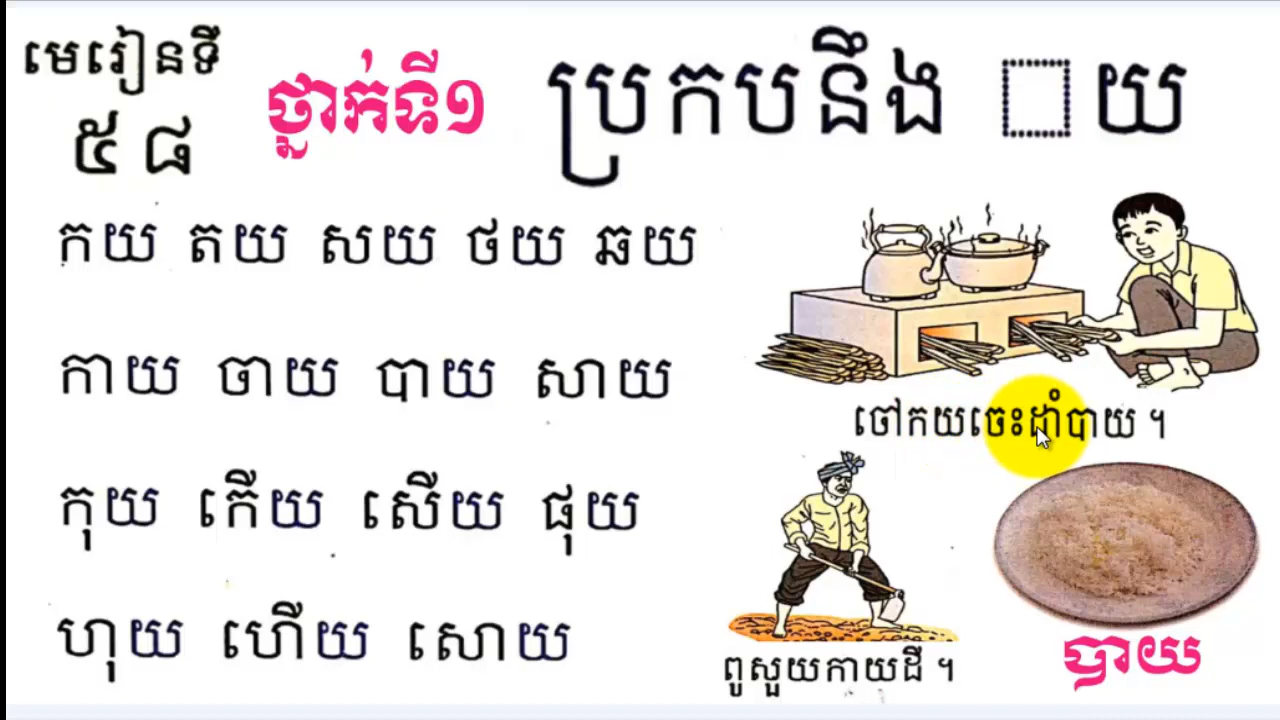 មេរៀនទី
៥៨
ថ្នាក់ទី១
ប្រកបនឹង យ
កយ តយ សយ ថយ ឆយ
កាយ ចាយ បាយ សាយ
កុយ កើយ សើយ ផុយ
ហុយ ហើយ សោយ
ចៅកយចេះដាំបាយ ។
ពូសួយកាយដី ។
បាយ